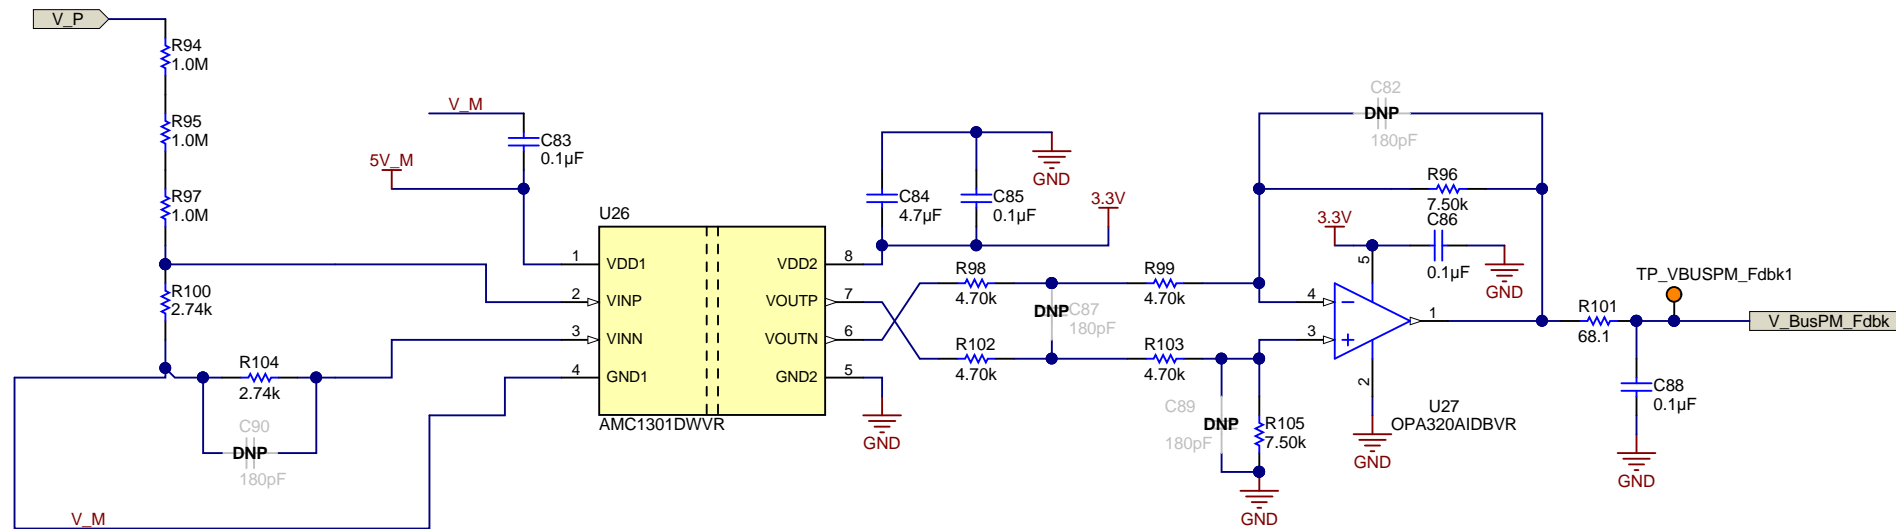 V_P
R94
1.0M
R95
1.0M
R97
1.0M
R100
2.74k
R104
2.74k
C90
DNP
180pF
V_M
V_M
C83
0.1µF
5V_M
U26
1
VDD1
2
VINP
3
VINN
4
GND1
VDD2
8
VOUTP
7
VOUTN
6
GND2
5
AMC1301DWVR
GND
C84
4.7µF
C85
0.1µF
GND
3.3V
R98
4.70k
R99
4.70k
DNP
C87
180pF
R102
4.70k
R103
4.70k
C89
DNP
180pF
R105
7.50k
GND
C82
DNP
180pF
R96
7.50k
C86
0.1µF
3.3V
GND
5
4
3
1
2
U27
OPA320AIDBVR
GND
R101
68.1
TP_VBUSPM_Fdbk1
V_BusPM_Fdbk
C88
0.1µF
GND